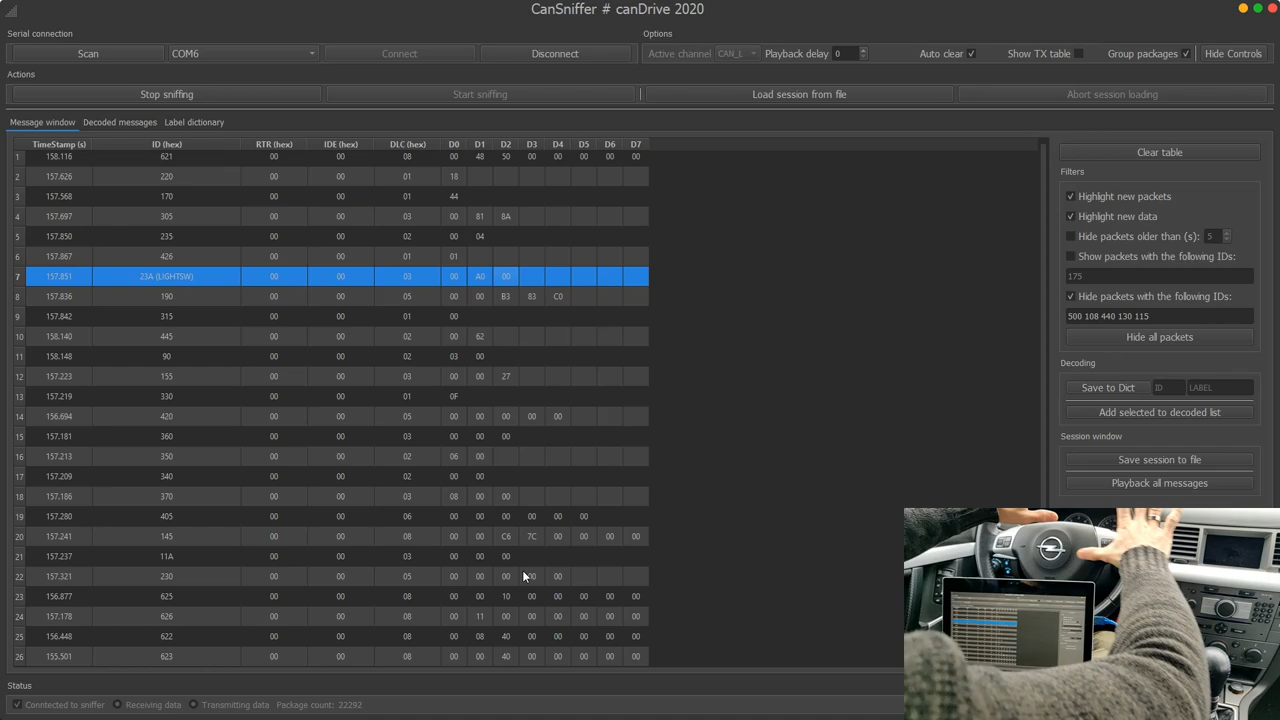 CanSniffer # canDrive 2020
Serial connection Options
Scan COM6 Connect Disconnect Active channel CAN_L Playback delay 0 Auto clear Show TX table Group packages Hide Controls
Actions
Stop sniffing Start sniffing Load session from file Abort session loading
Message window Decoded messages Label dictionary
TimeStamp (s) ID (hex) RTR (hex) IDE (hex) DLC (hex) D0 D1 D2 D3 D4 D5 D6 D7
1 158.116 621 00 00 08 00 48 50 00 00 00 00 00
2 157.626 220 00 00 01 18
3 157.568 170 00 00 01 44
4 157.697 305 00 00 03 00 81 8A
5 157.850 235 00 00 02 00 04
6 157.867 426 00 00 01 01
7 157.851 23A (LIGHTSW) 00 00 03 00 A0 00
8 157.836 190 00 00 05 00 00 B3 83 C0
9 157.842 315 00 00 01 00
10 158.140 445 00 00 02 00 62
11 158.148 90 00 00 02 03 00
12 157.223 155 00 00 03 00 00 27
13 157.219 330 00 00 01 0F
14 156.694 420 00 00 05 00 00 00 00 00
15 157.181 360 00 00 03 00 00 00
16 157.213 350 00 00 02 06 00
17 157.209 340 00 00 02 00 00
18 157.186 370 00 00 03 08 00 00
19 157.280 405 00 00 06 00 00 00 00 00 00
20 157.241 145 00 00 08 00 00 C6 7C 00 00 00 00
21 157.237 11A 00 00 03 00 00 00
22 157.321 230 00 00 05 00 00 00 00 00
23 156.877 625 00 00 08 00 00 10 00 00 00 00 00
24 157.178 626 00 00 08 00 11 00 00 00 00 00 00
25 156.448 622 00 00 08 00 08 40 00 00 00 00 00
26 155.501 623 00 00 08 00 00 40 00 00 00 00 00
Clear table
Filters
Highlight new packets
Highlight new data
Hide packets older than (s): 5
Show packets with the following IDs:
175
Hide packets with the following IDs:
500 108 440 130 115
Hide all packets
Decoding
Save to Dict ID LABEL
Add selected to decoded list
Session window
Save session to file
Playback all messages
Status
Conntected to sniffer Receiving data Transmitting data Package count: 22292